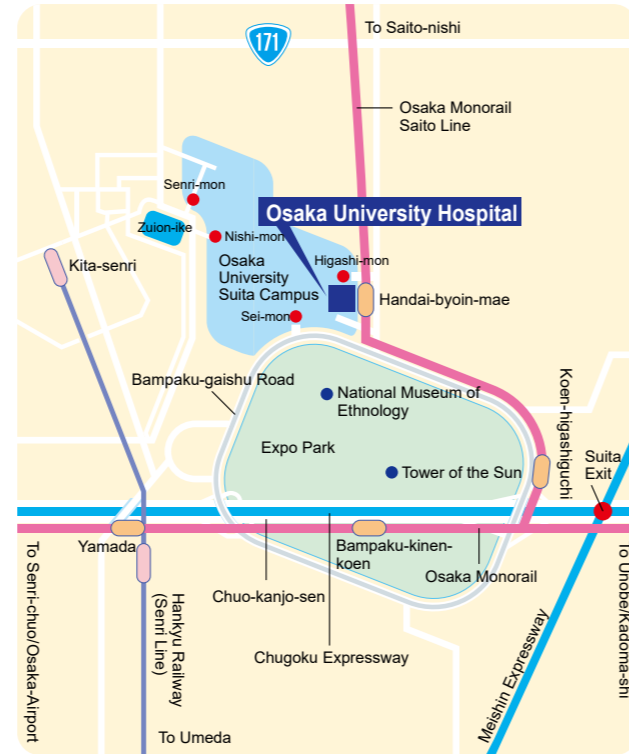 To Saito-nishi
171
Osaka Monorail
Saito Line
Senri-mon
Osaka University Hospital
Zuion-ike
Nishi-mon
Higashi-mon
Osaka
University
Suita Campus
Kita-senri
Handai-byoin-mae
Sei-mon
Bampaku-gaishu Road
National Museum of
Ethnology
Koen-higashiguchi
Expo Park
Suita
Exit
Tower of the Sun
Yamada
Bampaku-kinen-
koen
Osaka Monorail
To Senri-chuo/Osaka-Airport
Hankyu Railway
(Senri Line)
Chuo-kanjo-sen
Chugoku Expressway
Meishin Expressway
To Unobe/Kadoma-shi
To Umeda